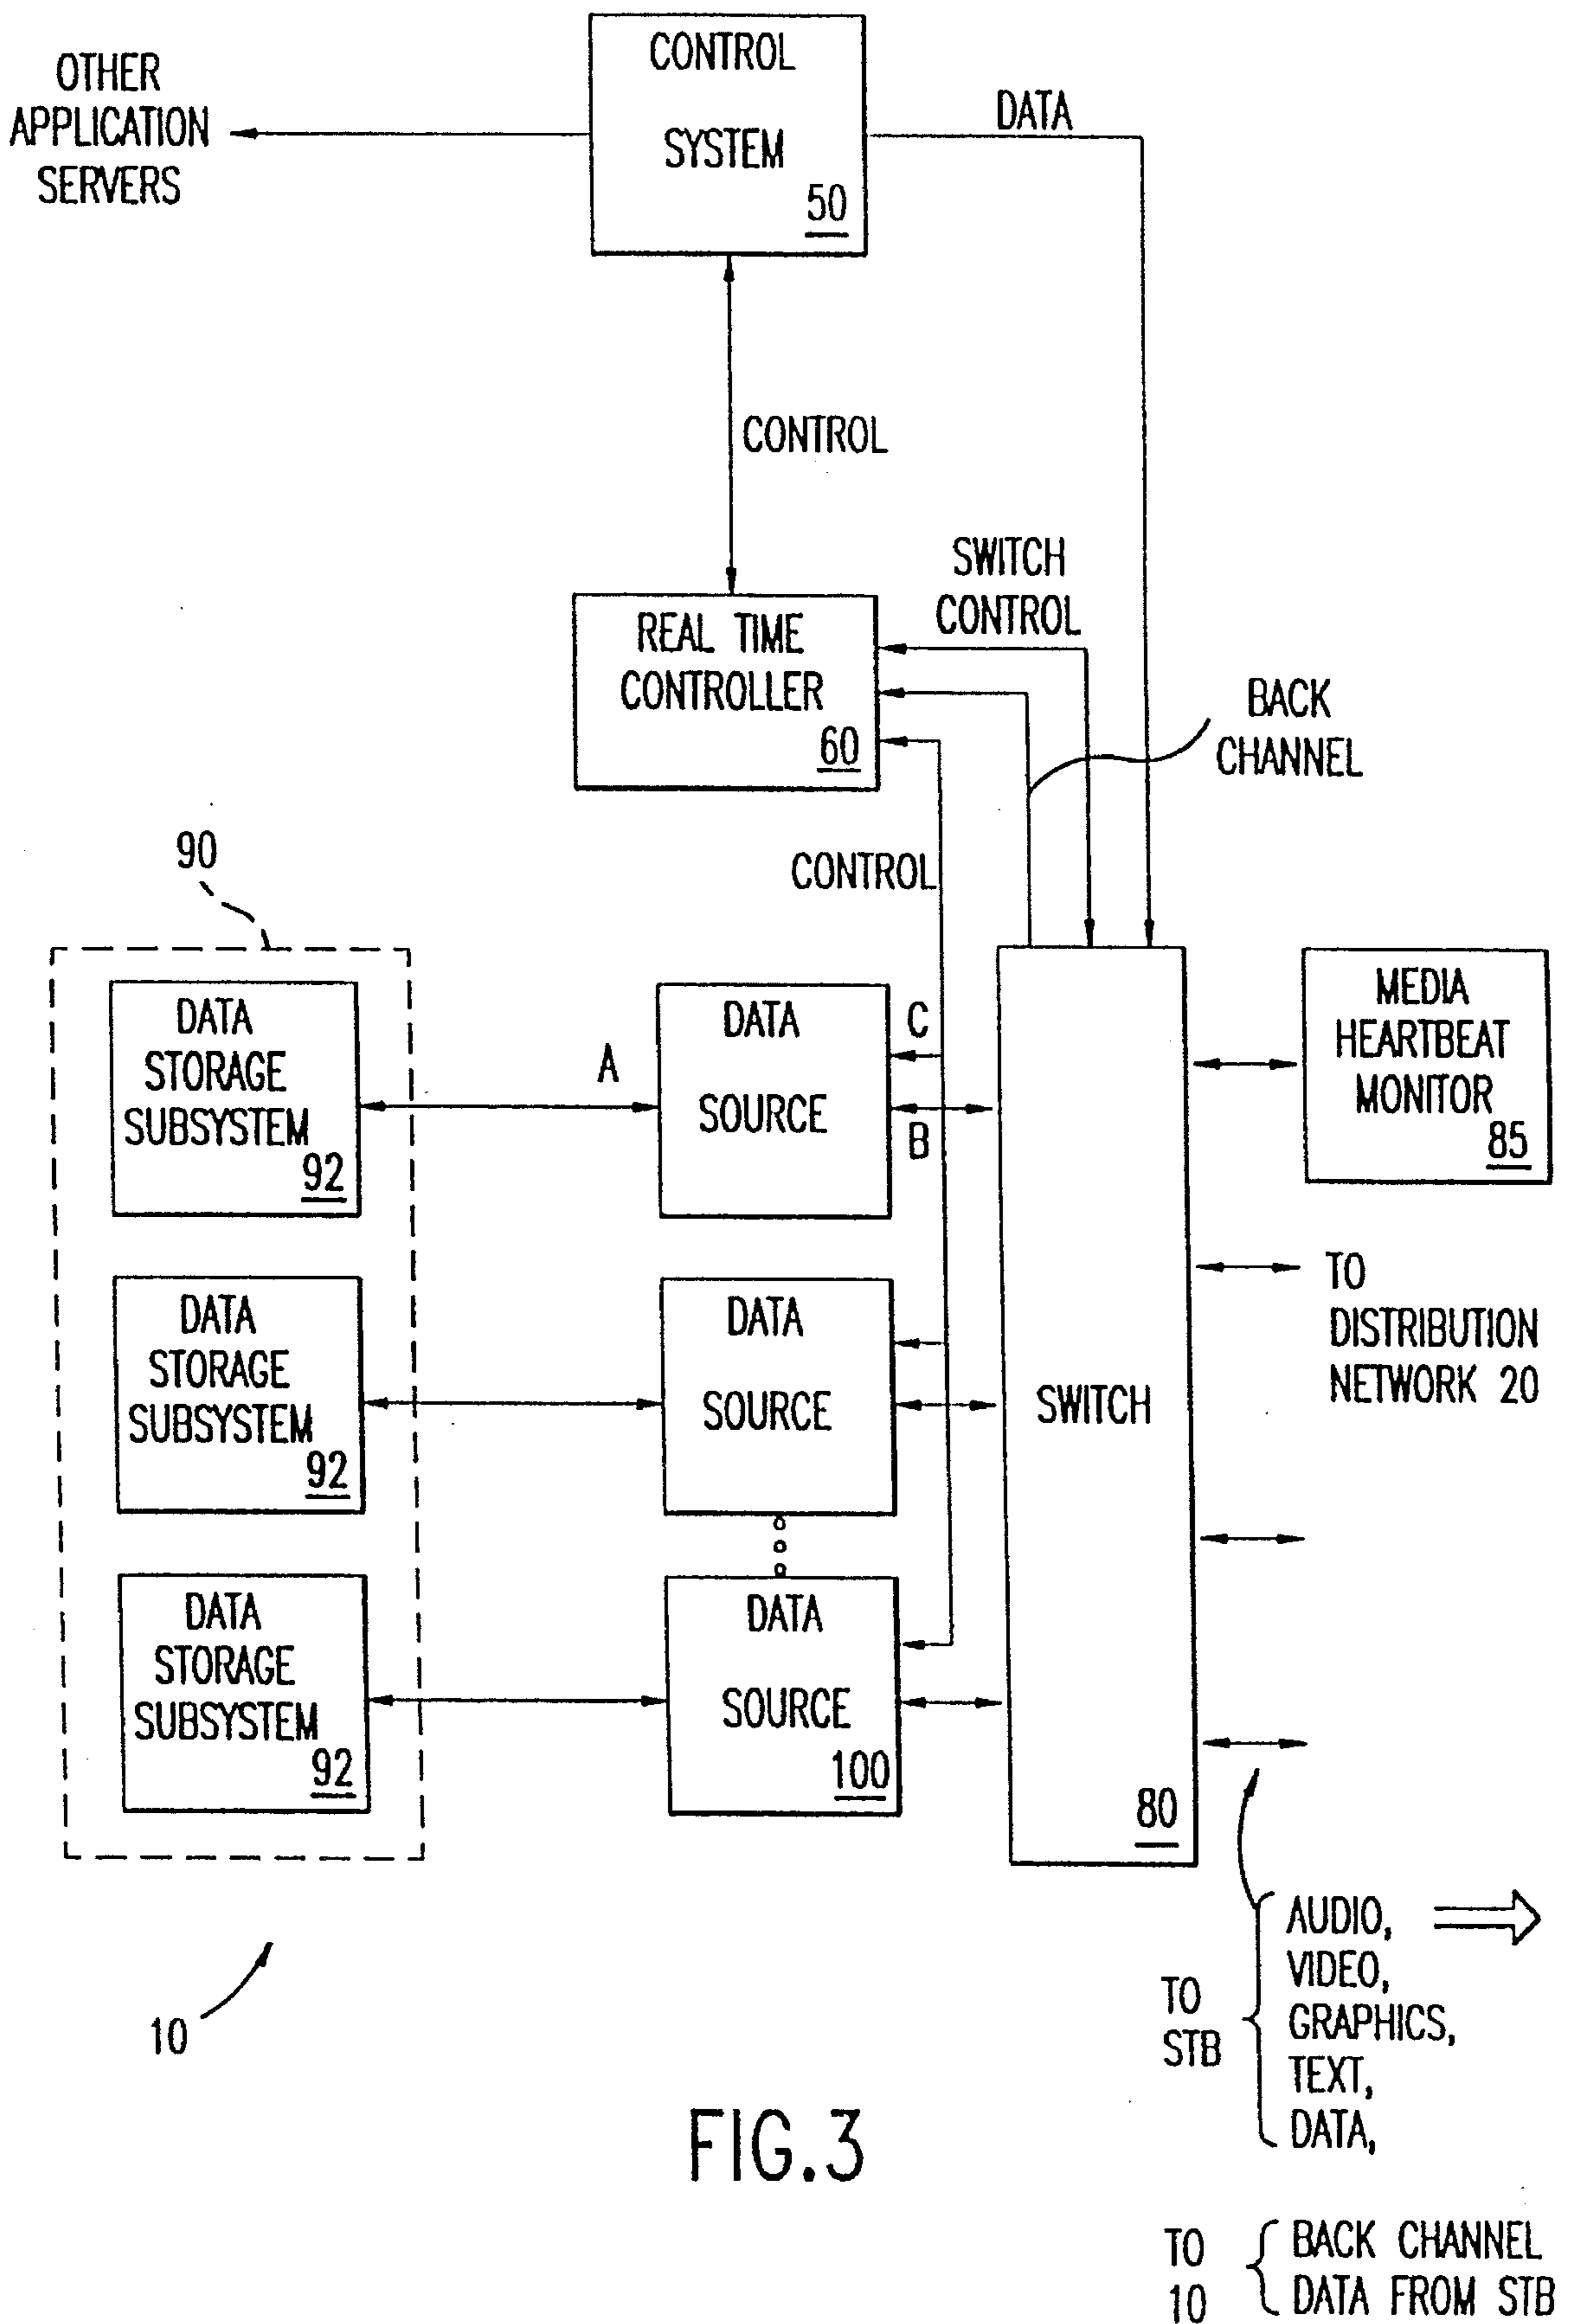 CONTROL
SYSTEM
50
OTHER
APPLICATION
SERVERS
DATA
CONTROL
SWITCH
CONTROL
REAL TIME
CONTROLLER
60
BACK
CHANNEL
CONTROL
90
DATA
STORAGE
SUBSYSTEM
92
A
DATA
SOURCE
C
B
MEDIA
HEARTBEAT
MONITOR
85
TO
DISTRIBUTION
NETWORK 20
DATA
STORAGE
SUBSYSTEM
92
DATA
SOURCE
SWITCH
80
DATA
STORAGE
SUBSYSTEM
92
DATA
SOURCE
100
10
TO
STB
AUDIO,
VIDEO,
GRAPHICS,
TEXT,
DATA,
FIG.3
TO
10
BACK CHANNEL
DATA FROM STB